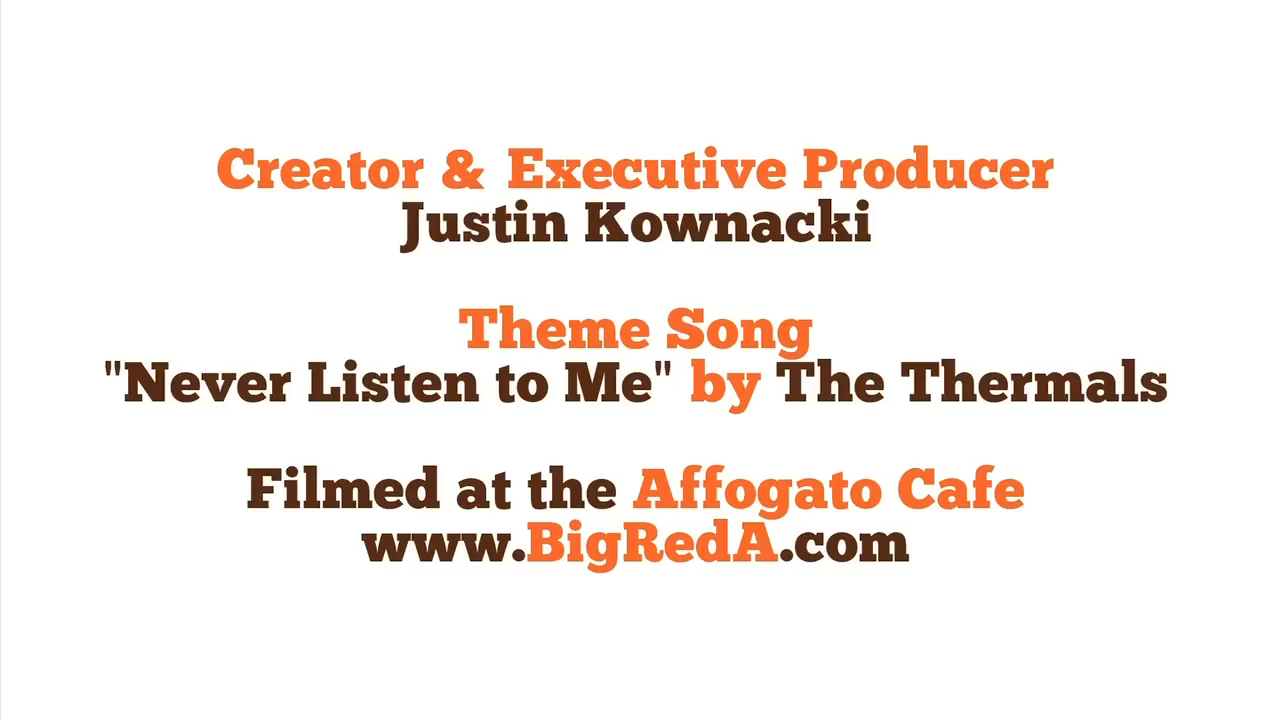 Creator & Executive Producer
Justin Kownacki
Theme Song
"Never Listen to Me" by The Thermals
Filmed at the Affogato Cafe
www.BigRedA.com